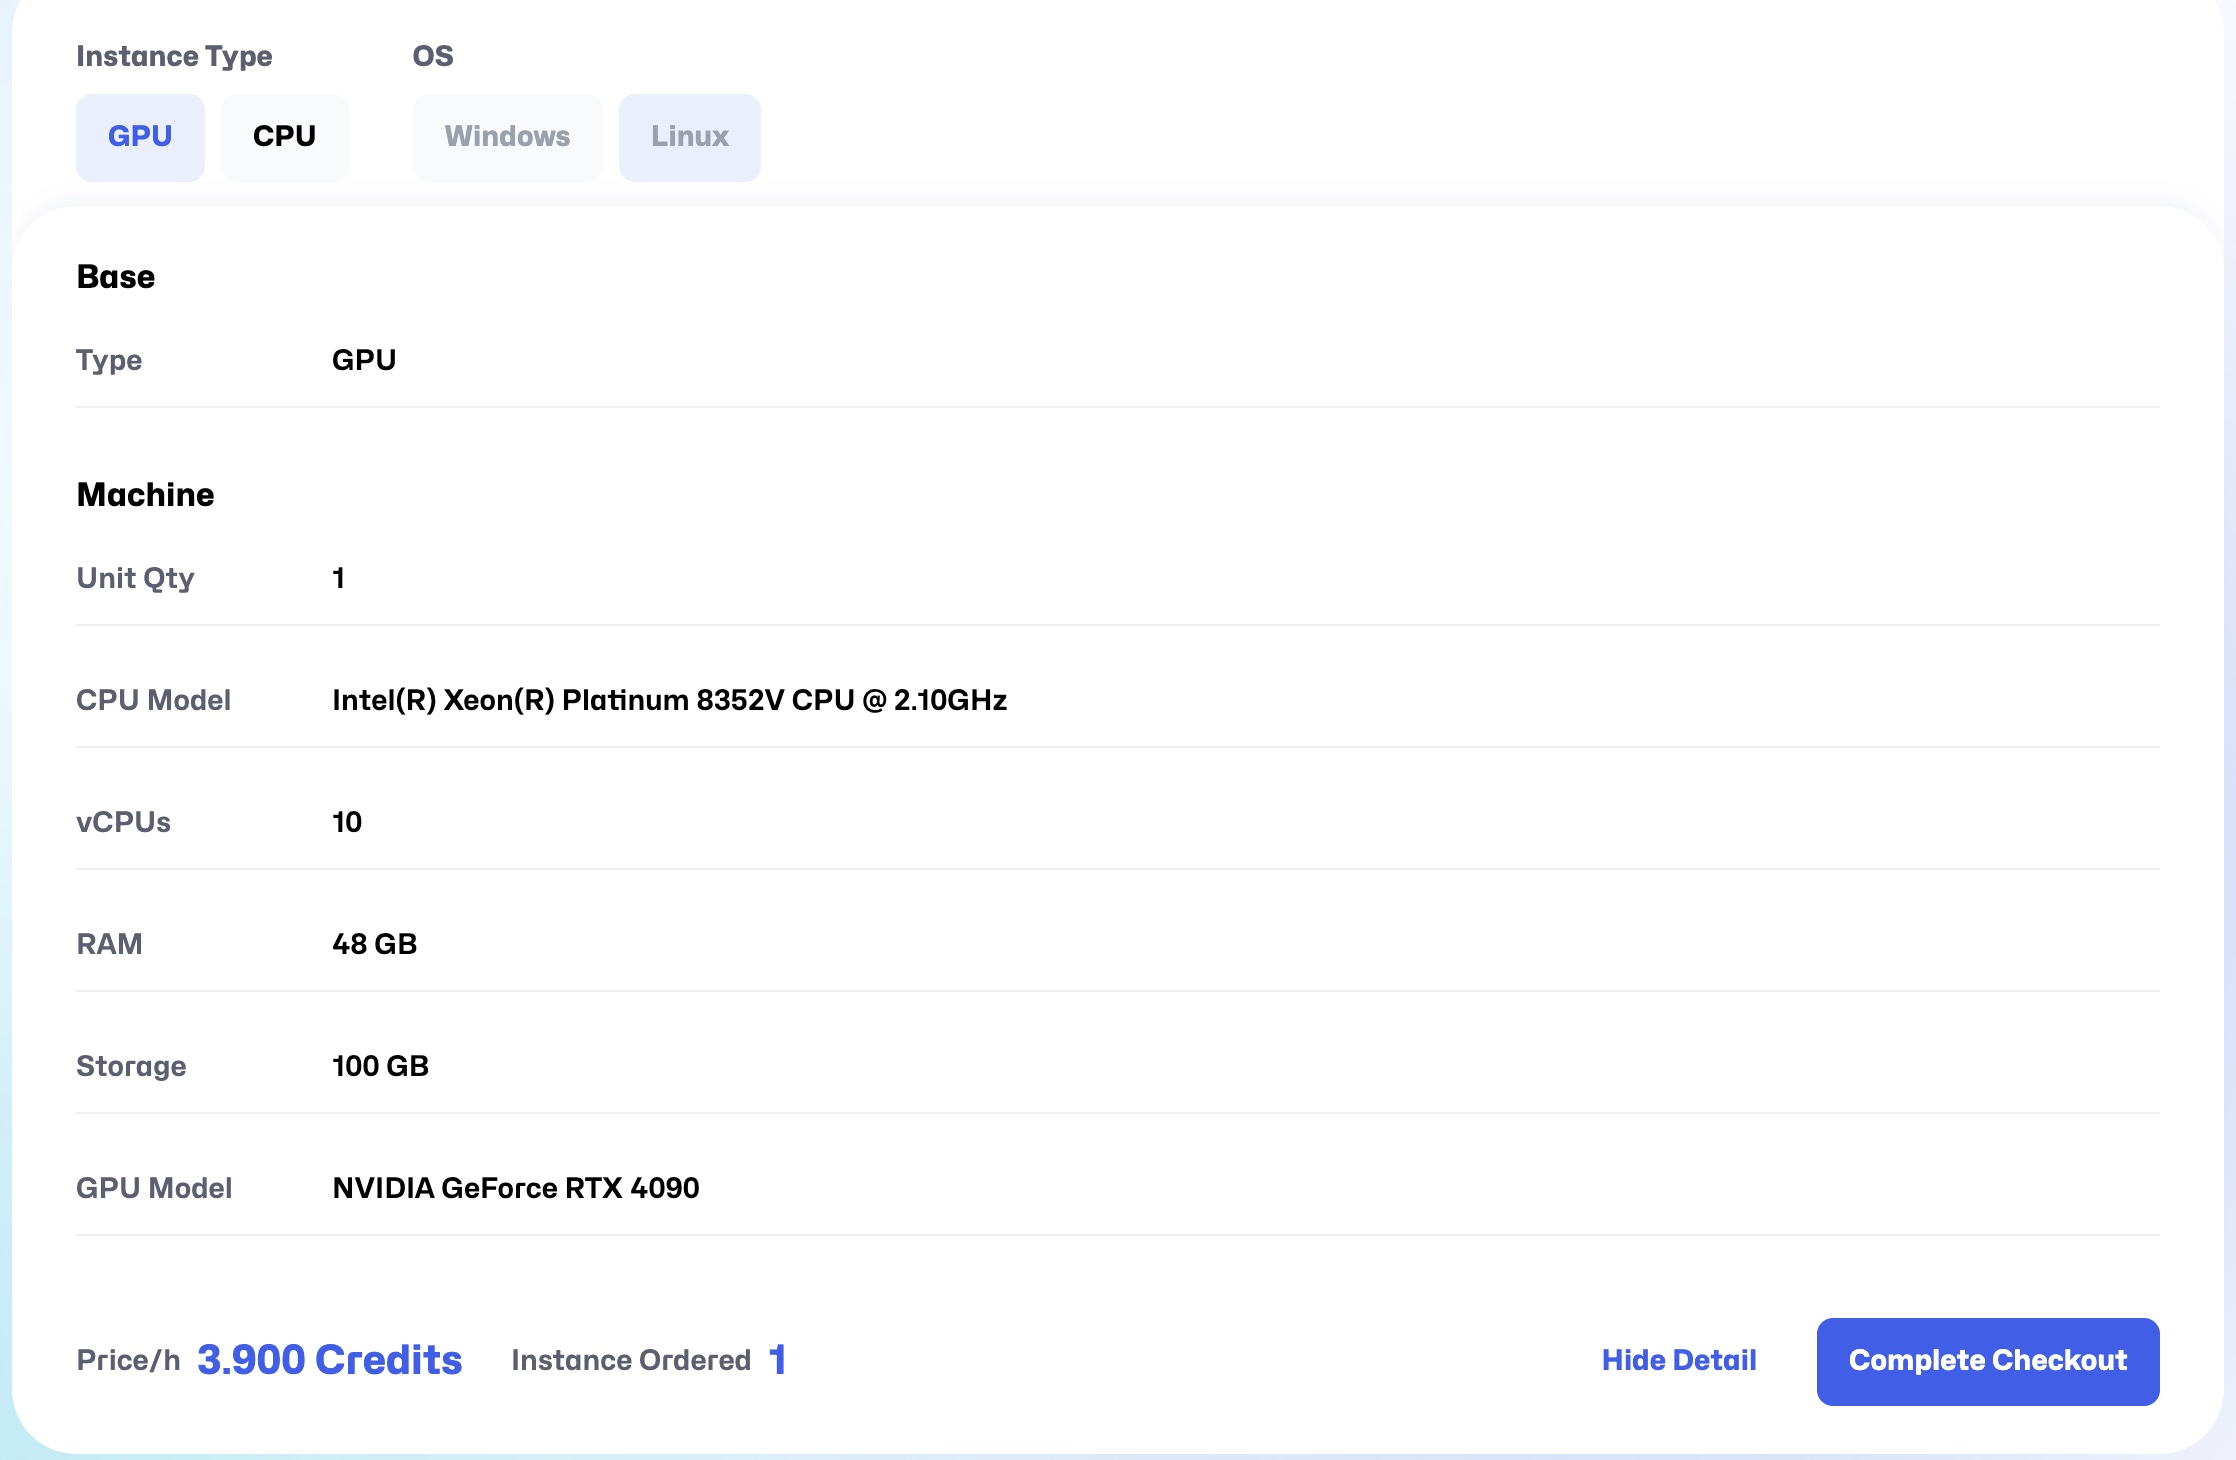 Instance Type OS
GPU CPU Windows Linux
Base
Type GPU
Machine
Unit Qty 1
CPU Model Intel(R) Xeon(R) Platinum 8352V CPU @ 2.10GHz
vCPUs 10
RAM 48 GB
Storage 100 GB
GPU Model NVIDIA GeForce RTX 4090
Price/h 3.900 Credits Instance Ordered 1 Hide Detail Complete Checkout